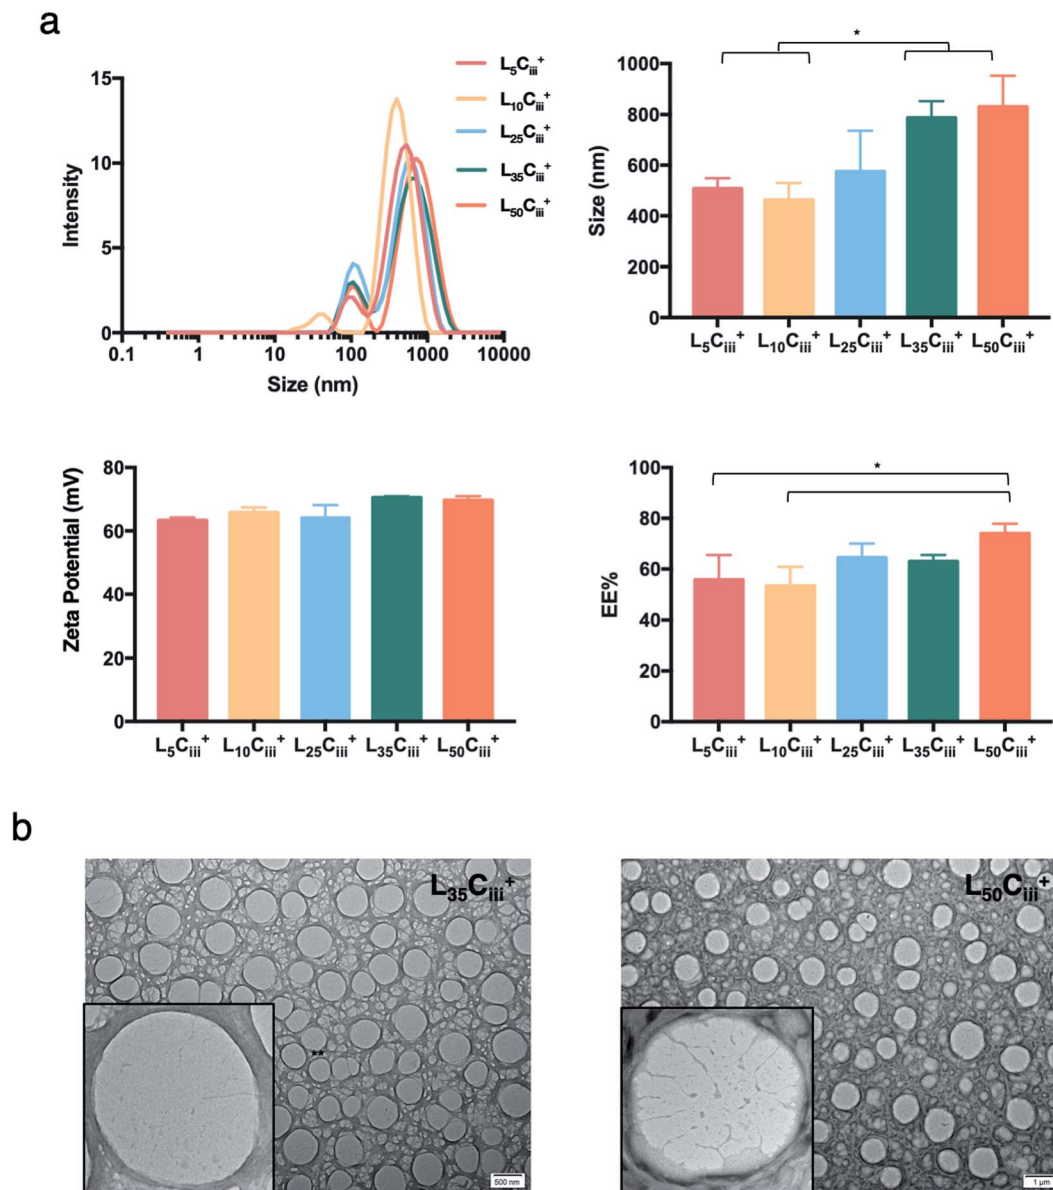 a
Intensity
15
10
5
0
0.1 1 10 100 1000 10000
Size (nm)
L₅Cᵢᵢᵢ⁺
L₁₀Cᵢᵢᵢ⁺
L₂₅Cᵢᵢᵢ⁺
L₃₅Cᵢᵢᵢ⁺
L₅₀Cᵢᵢᵢ⁺
*
Size (nm)
1000
800
600
400
200
0
L₅Cᵢᵢᵢ⁺ L₁₀Cᵢᵢᵢ⁺ L₂₅Cᵢᵢᵢ⁺ L₃₅Cᵢᵢᵢ⁺ L₅₀Cᵢᵢᵢ⁺
Zeta Potential (mV)
80
60
40
20
0
L₅Cᵢᵢᵢ⁺ L₁₀Cᵢᵢᵢ⁺ L₂₅Cᵢᵢᵢ⁺ L₃₅Cᵢᵢᵢ⁺ L₅₀Cᵢᵢᵢ⁺
*
EE%
100
80
60
40
20
0
L₅Cᵢᵢᵢ⁺ L₁₀Cᵢᵢᵢ⁺ L₂₅Cᵢᵢᵢ⁺ L₃₅Cᵢᵢᵢ⁺ L₅₀Cᵢᵢᵢ⁺
b
L₃₅Cᵢᵢᵢ⁺
**
500 nm
L₅₀Cᵢᵢᵢ⁺
1 µm